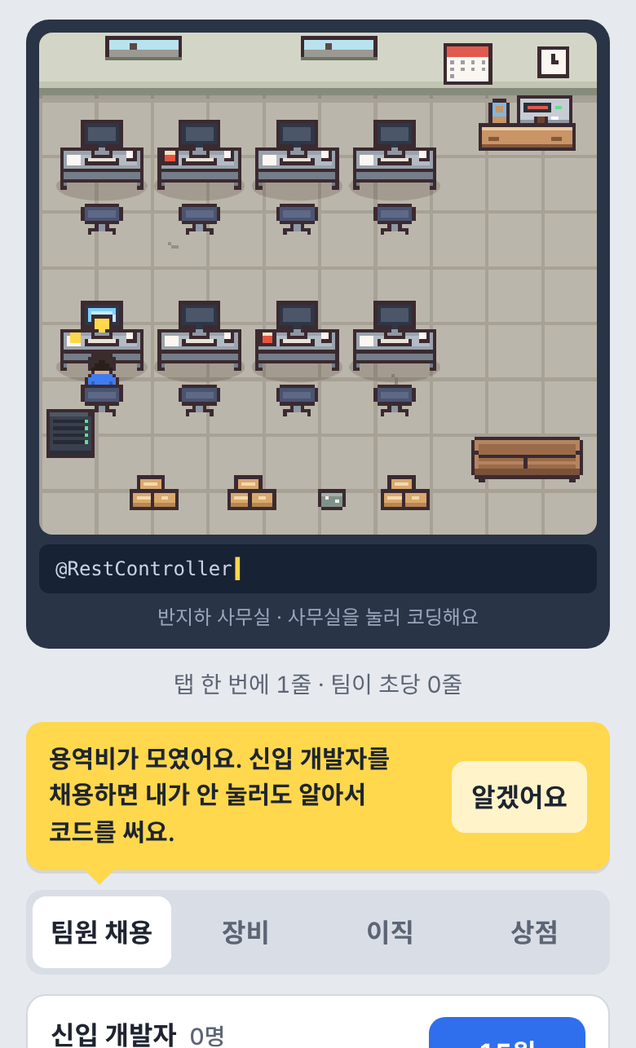 @RestController
반지하 사무실 · 사무실을 눌러 코딩해요
탭 한 번에 1줄 · 팀이 초당 0줄
용역비가 모였어요. 신입 개발자를
채용하면 내가 안 눌러도 알아서
코드를 써요.
알겠어요
팀원 채용
장비
이직
상점
신입 개발자 0명